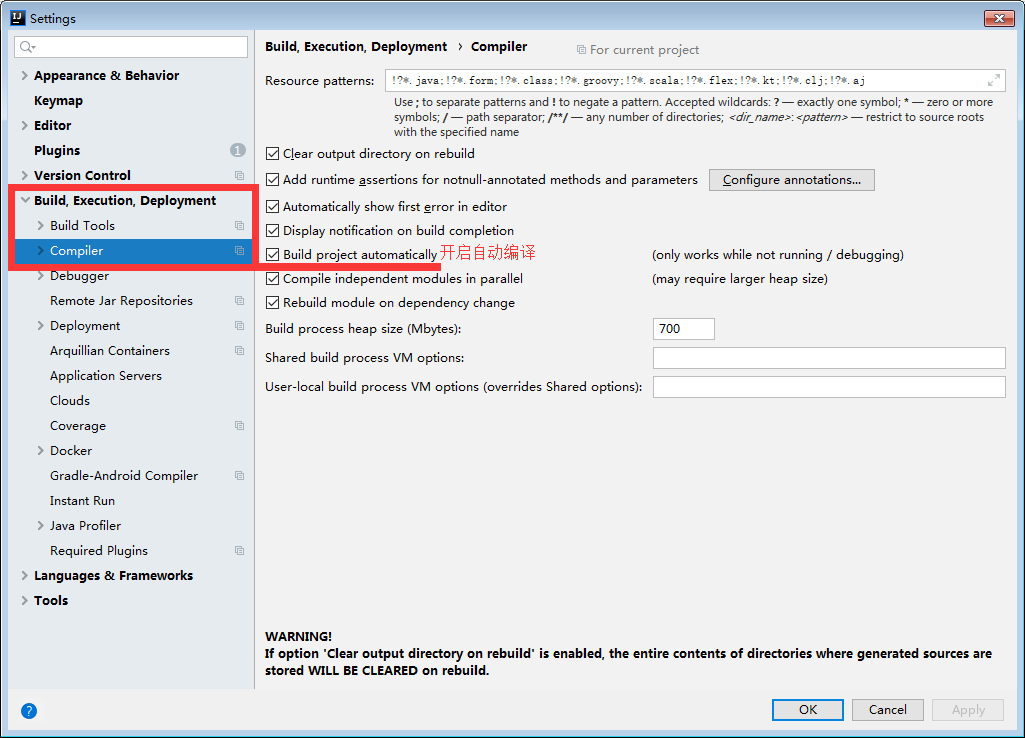 Settings
Build, Execution, Deployment › Compiler For current project
Appearance & Behavior
Keymap
Editor
Plugins 1
Version Control
Build, Execution, Deployment
Build Tools
Compiler
Debugger
Remote Jar Repositories
Deployment
Arquillian Containers
Application Servers
Clouds
Coverage
Docker
Gradle-Android Compiler
Instant Run
Java Profiler
Required Plugins
Languages & Frameworks
Tools
Resource patterns: !?*.java;!?*.form;!?*.class;!?*.groovy;!?*.scala;!?*.flex;!?*.kt;!?*.clj;!?*.aj
Use ; to separate patterns and ! to negate a pattern. Accepted wildcards: ? — exactly one symbol; * — zero or more
symbols; / — path separator; /**/ — any number of directories; <dir_name>:<pattern> — restrict to source roots
with the specified name
Clear output directory on rebuild
Add runtime assertions for notnull-annotated methods and parameters Configure annotations...
Automatically show first error in editor
Display notification on build completion
Build project automatically 开启自动编译 (only works while not running / debugging)
Compile independent modules in parallel (may require larger heap size)
Rebuild module on dependency change
Build process heap size (Mbytes): 700
Shared build process VM options:
User-local build process VM options (overrides Shared options):
WARNING!
If option 'Clear output directory on rebuild' is enabled, the entire contents of directories where generated sources are
stored WILL BE CLEARED on rebuild.
? OK Cancel Apply